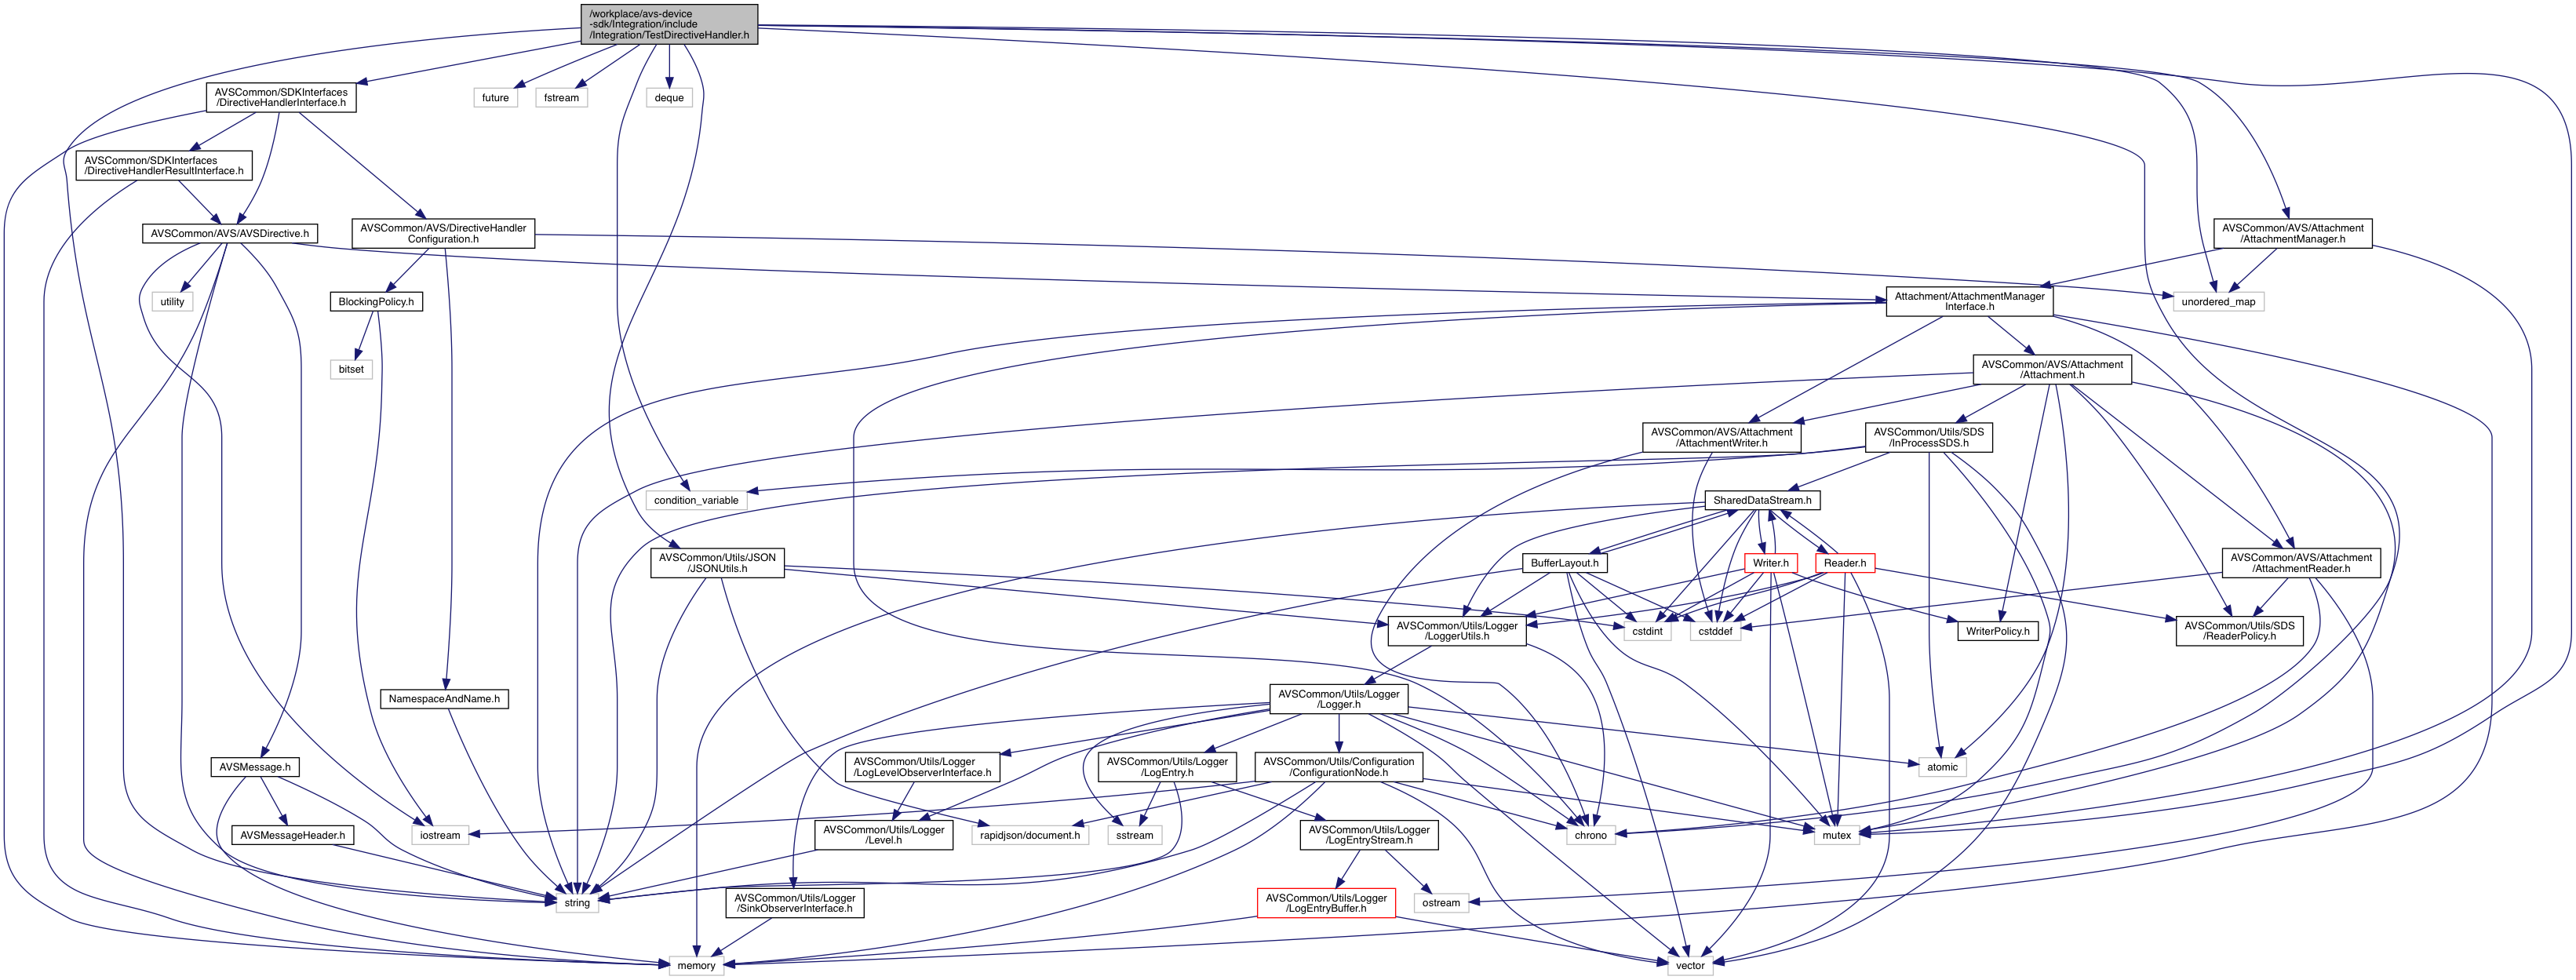 /workplace/avs-device
-sdk/Integration/include
/Integration/TestDirectiveHandler.h
AVSCommon/SDKInterfaces
/DirectiveHandlerInterface.h
future
fstream
deque
AVSCommon/SDKInterfaces
/DirectiveHandlerResultInterface.h
AVSCommon/AVS/AVSDirective.h
AVSCommon/AVS/DirectiveHandler
Configuration.h
AVSCommon/AVS/Attachment
/AttachmentManager.h
utility
BlockingPolicy.h
Attachment/AttachmentManager
Interface.h
unordered_map
bitset
AVSCommon/AVS/Attachment
/Attachment.h
AVSCommon/AVS/Attachment
/AttachmentWriter.h
AVSCommon/Utils/SDS
/InProcessSDS.h
condition_variable
SharedDataStream.h
AVSCommon/Utils/JSON
/JSONUtils.h
BufferLayout.h
Writer.h
Reader.h
AVSCommon/AVS/Attachment
/AttachmentReader.h
AVSCommon/Utils/Logger
/LoggerUtils.h
cstdint
cstddef
WriterPolicy.h
AVSCommon/Utils/SDS
/ReaderPolicy.h
NamespaceAndName.h
AVSCommon/Utils/Logger
/Logger.h
AVSMessage.h
AVSCommon/Utils/Logger
/LogLevelObserverInterface.h
AVSCommon/Utils/Logger
/LogEntry.h
AVSCommon/Utils/Configuration
/ConfigurationNode.h
atomic
AVSMessageHeader.h
iostream
AVSCommon/Utils/Logger
/Level.h
rapidjson/document.h
sstream
AVSCommon/Utils/Logger
/LogEntryStream.h
chrono
mutex
string
AVSCommon/Utils/Logger
/SinkObserverInterface.h
AVSCommon/Utils/Logger
/LogEntryBuffer.h
ostream
memory
vector